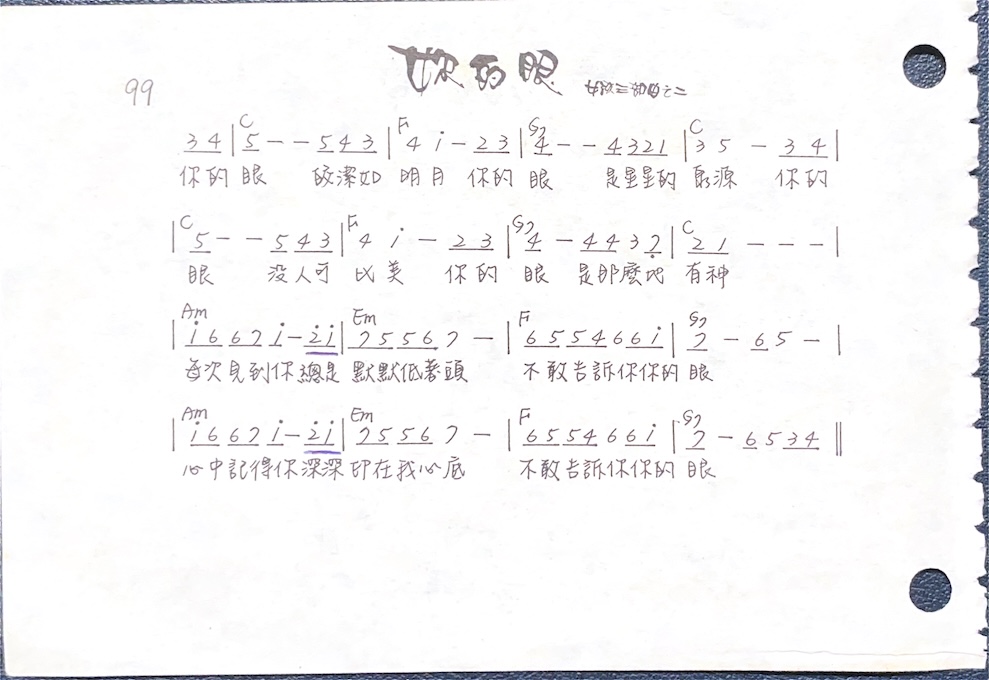 妳的眼
99
C F G7 C
3 4 | 5 - - 5 4 3 | 4 i - 2 3 | 4 - - 4 3 2 1 | 3 5 - 3 4 |
你的眼 皎潔如明月 你的眼 是星星的 源 你的
C F G7 C
| 5 - - 5 4 3 | 4 i - 2 3 | 4 - 4 4 3 7̣ | 2 1 - - - |
眼 沒人可比美 你的眼 是那麼地 有神
Am Em F G7
| i 6 6 7 i - 2̇ i | 7 5 5 6 7 - | 6 5 5 4 6 6 i | 7 - 6 5 - |
每次見到你總是 默默低著頭 不敢告訴你你的眼
Am Em F G7
| i 6 6 7 i - 2̇ i | 7 5 5 6 7 - | 6 5 5 4 6 6 i | 7 - 6 5 3 4 ‖
心中記得你深深印在我心底 不敢告訴你你的眼